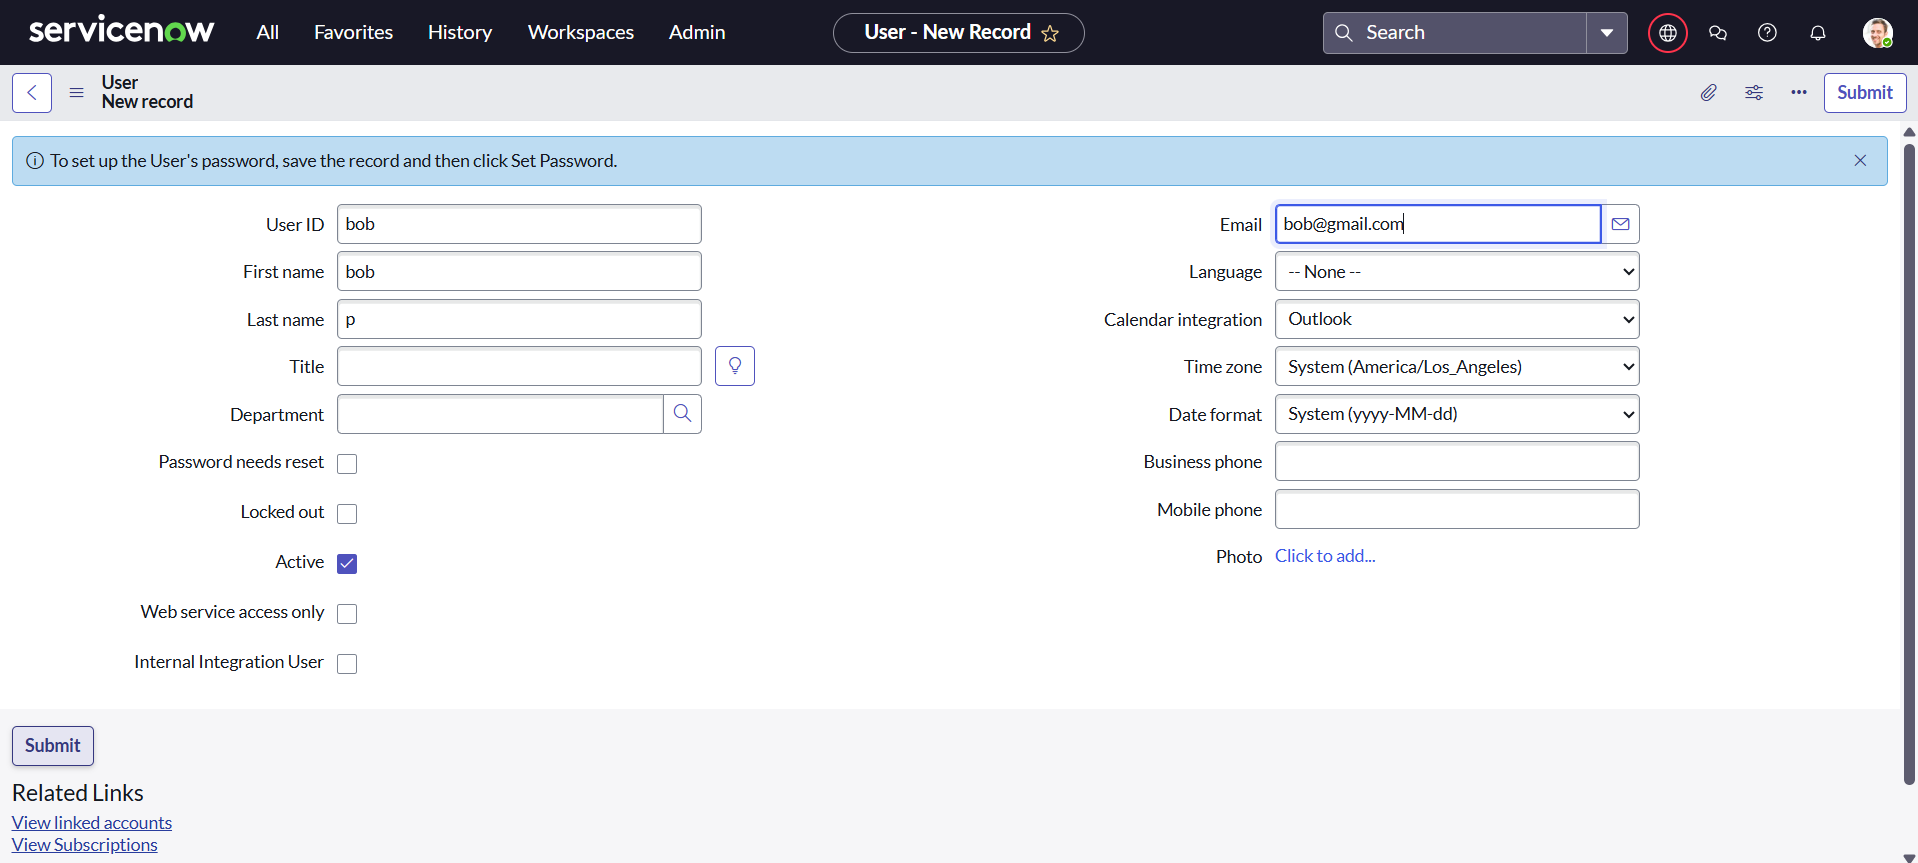 servicenow
All Favorites History Workspaces Admin
User - New Record
Search
User
New record
Submit
To set up the User's password, save the record and then click Set Password.
User ID bob
First name bob
Last name p
Title
Department
Password needs reset
Locked out
Active
Web service access only
Internal Integration User
Email bob@gmail.com
Language -- None --
Calendar integration Outlook
Time zone System (America/Los_Angeles)
Date format System (yyyy-MM-dd)
Business phone
Mobile phone
Photo Click to add...
Submit
Related Links
View linked accounts
View Subscriptions